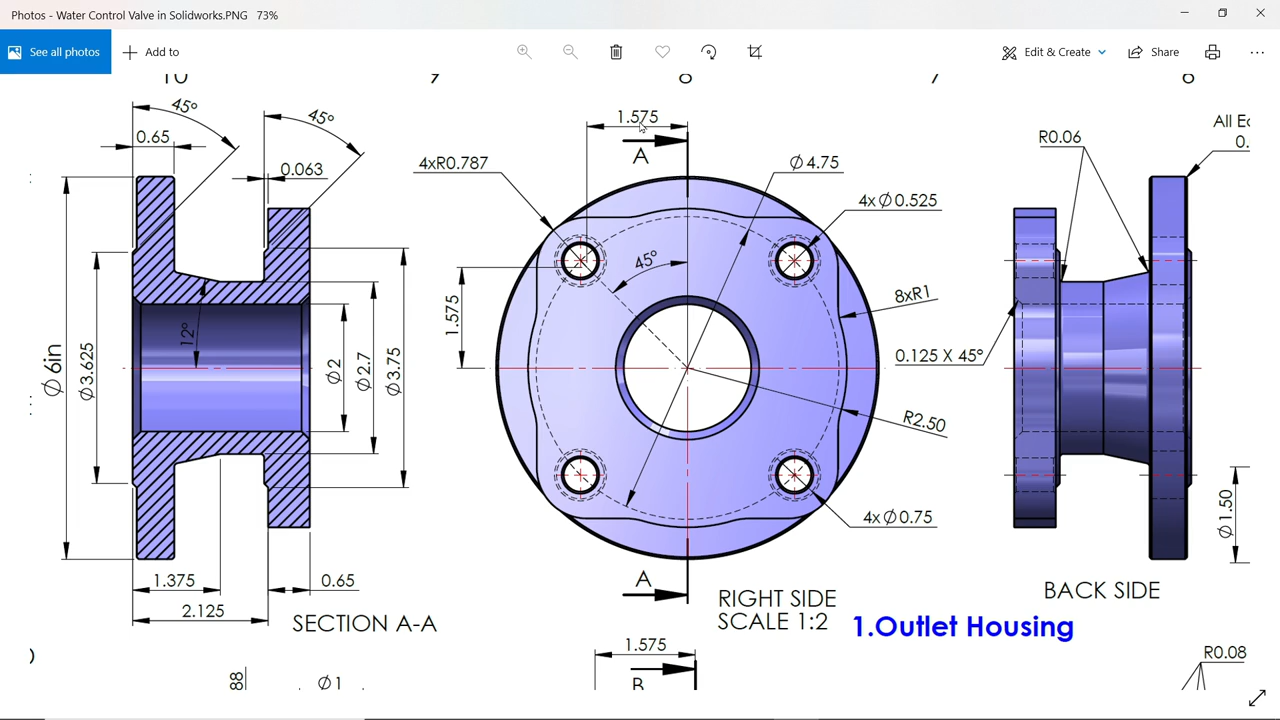 Photos - Water Control Valve in Solidworks.PNG 73%
See all photos
Add to
Edit & Create
Share
10
7
45°
45°
1.575
R0.06
0.65
A
0.063
4xR0.787
Ø 4.75
4x Ø 0.525
45°
8xR1
1.575
12°
Ø 6in
Ø 3.625
Ø 2
Ø 2.7
Ø 3.75
0.125 X 45°
R2.50
4x Ø 0.75
Ø 1.50
1.375
0.65
A
2.125
SECTION A-A
RIGHT SIDE
SCALE 1:2
BACK SIDE
1.Outlet Housing
1.575
R0.08
88
Ø 1
B